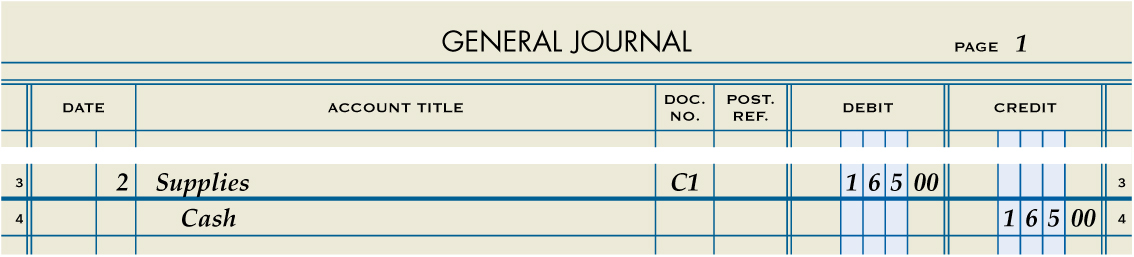 GENERAL JOURNAL PAGE 1
DATE ACCOUNT TITLE DOC. NO. POST. REF. DEBIT CREDIT
3 2 Supplies C1 1 6 5 00 3
4 Cash 1 6 5 00 4